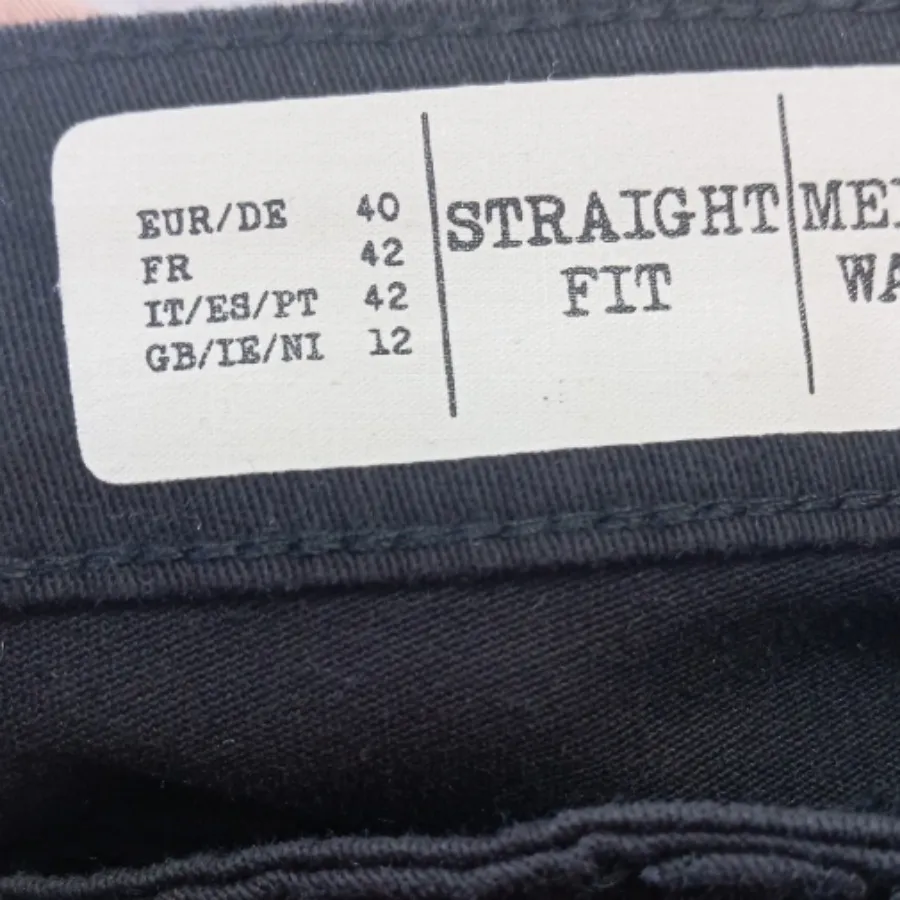 EUR/DE 40
FR 42
IT/ES/PT 42
GB/IE/NI 12
STRAIGHT
FIT